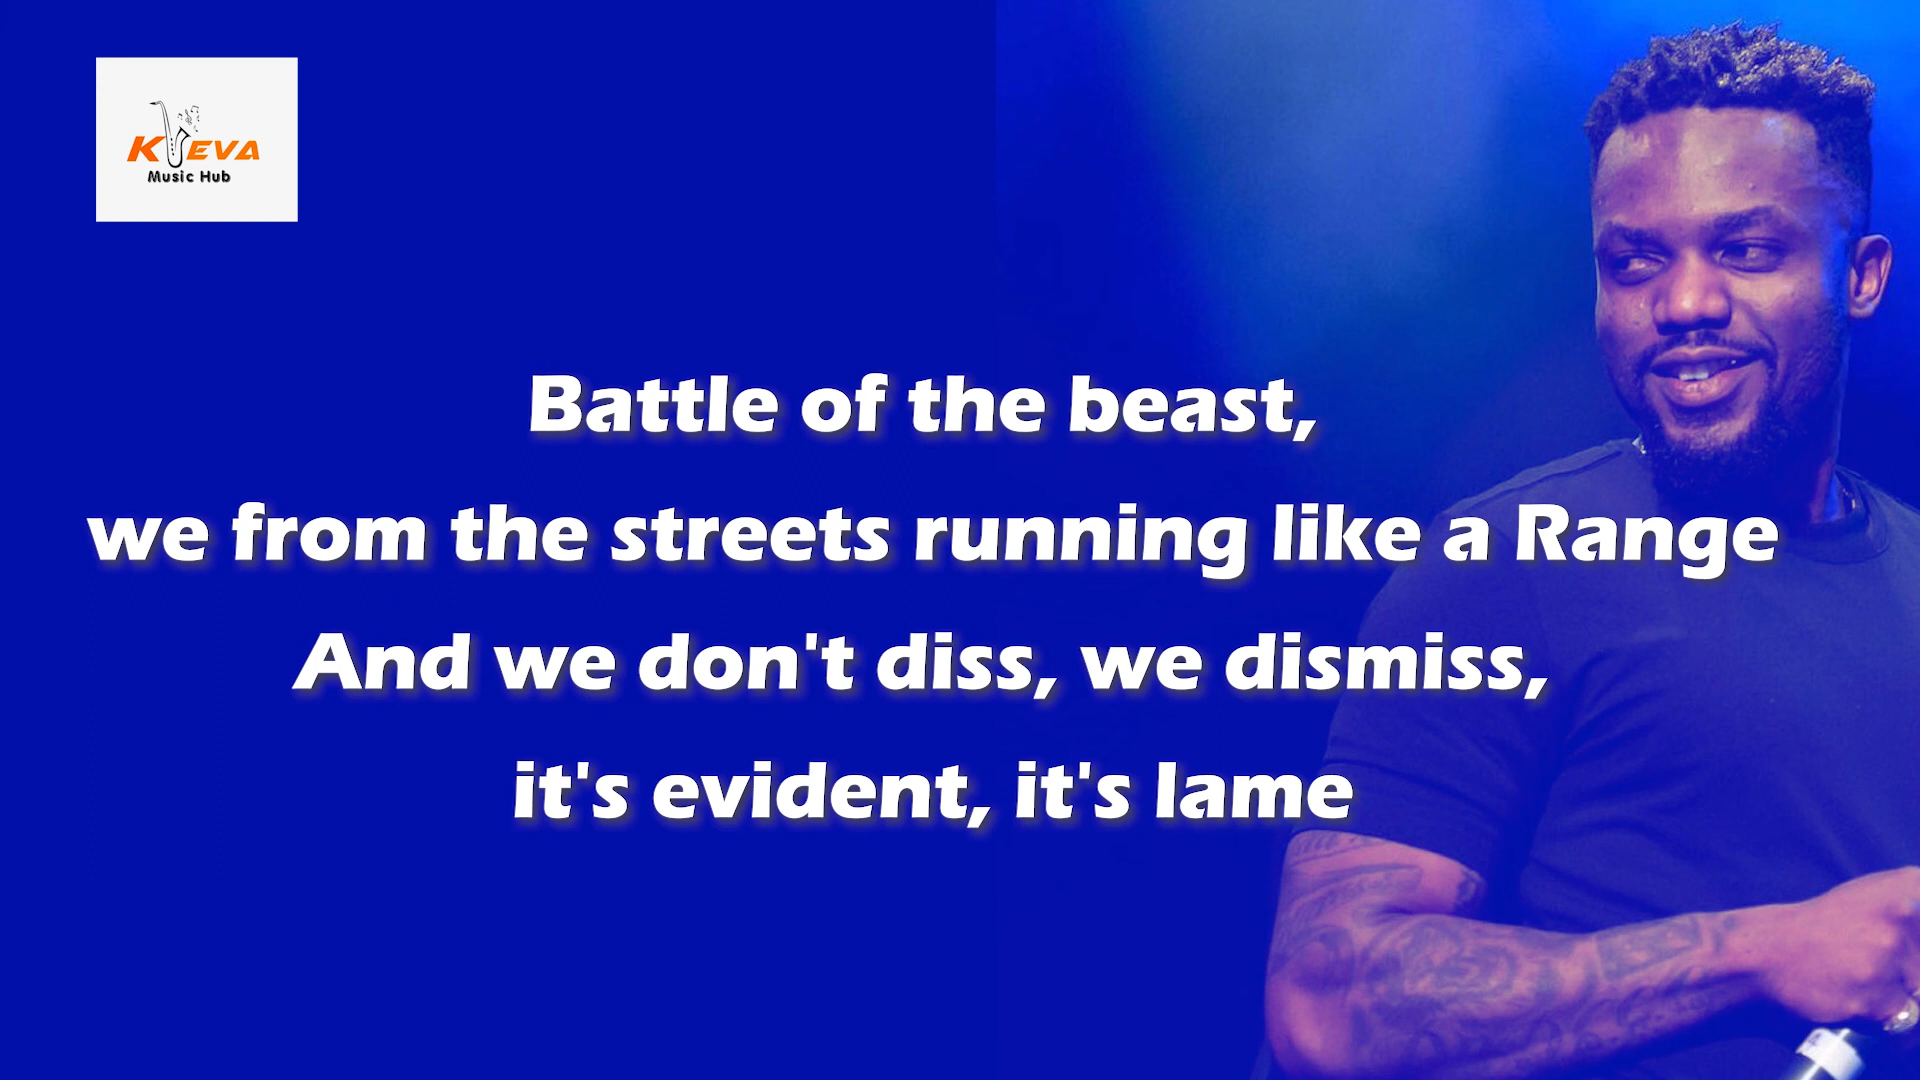 KJEVA
Music Hub
Battle of the beast,
we from the streets running like a Range
And we don't diss, we dismiss,
it's evident, it's lame